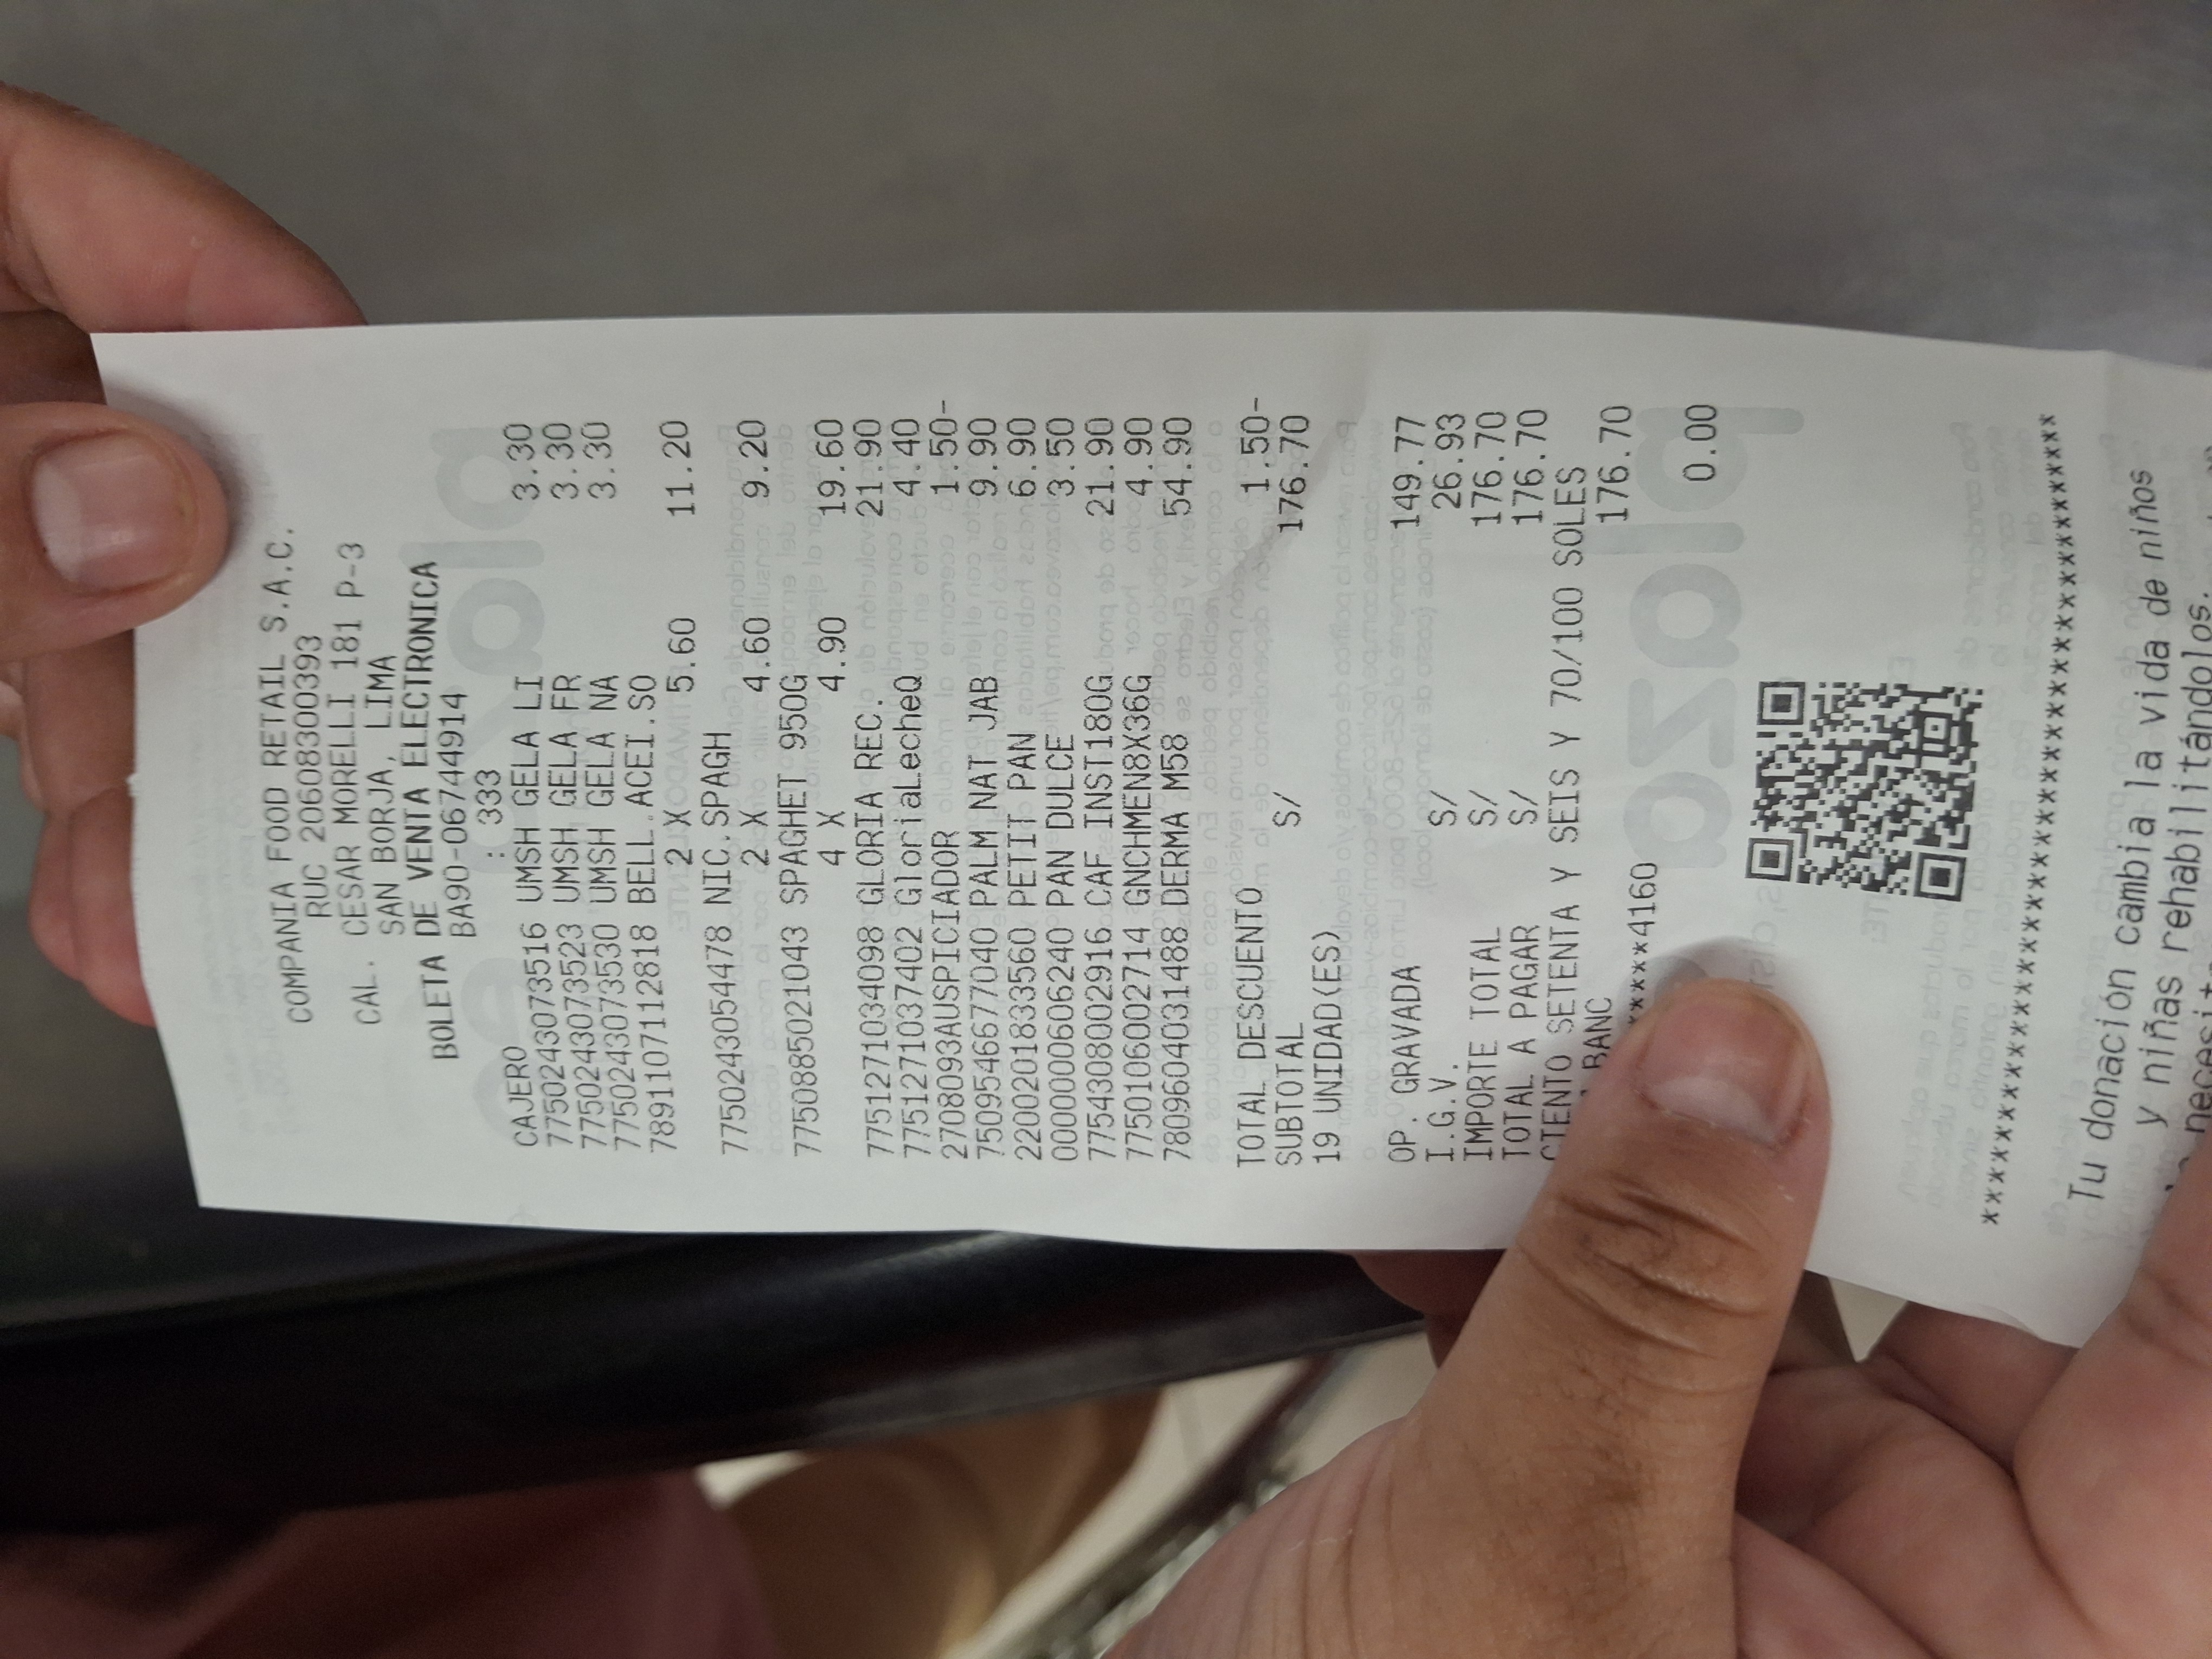 COMPANIA FOOD RETAIL S.A.C.
RUC 20608300393
CAL. CESAR MORELLI 181 P-3
SAN BORJA, LIMA
BOLETA DE VENTA ELECTRONICA
BA90-06744914
CAJERO : 333
7750243073516 UMSH GELA LI 3.30
7750243073523 UMSH GELA FR 3.30
7750243073530 UMSH GELA NA 3.30
7891107112818 BELL.ACEI.SO
2 X 5.60 11.20
7750243054478 NIC.SPAGH
2 X 4.60 9.20
7750885021043 SPAGHET 950G
4 X 4.90 19.60
7751271034098 GLORIA REC. 21.90
7751271037402 GloriaLecheQ 4.40
2708093AUSPICIADOR 1.50-
7509546677040 PALM NAT JAB 9.90
2200201833560 PETIT PAN 6.90
0000000606240 PAN DULCE 3.50
7754308002916 CAF INST180G 21.90
7750106002714 GNCHMEN8X36G 4.90
7809604031488 DERMA M58 54.90
TOTAL DESCUENTO 1.50-
SUBTOTAL S/ 176.70
19 UNIDAD(ES)
OP. GRAVADA 149.77
I.G.V. S/ 26.93
IMPORTE TOTAL S/ 176.70
TOTAL A PAGAR S/ 176.70
CIENTO SETENTA Y SEIS Y 70/100 SOLES
BANC 176.70
*****4160
0.00
***************************************
Tu donación cambia la vida de niños
y niñas rehabilitándolos.